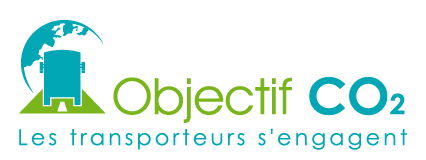 Objectif CO₂
Les transporteurs s'engagent